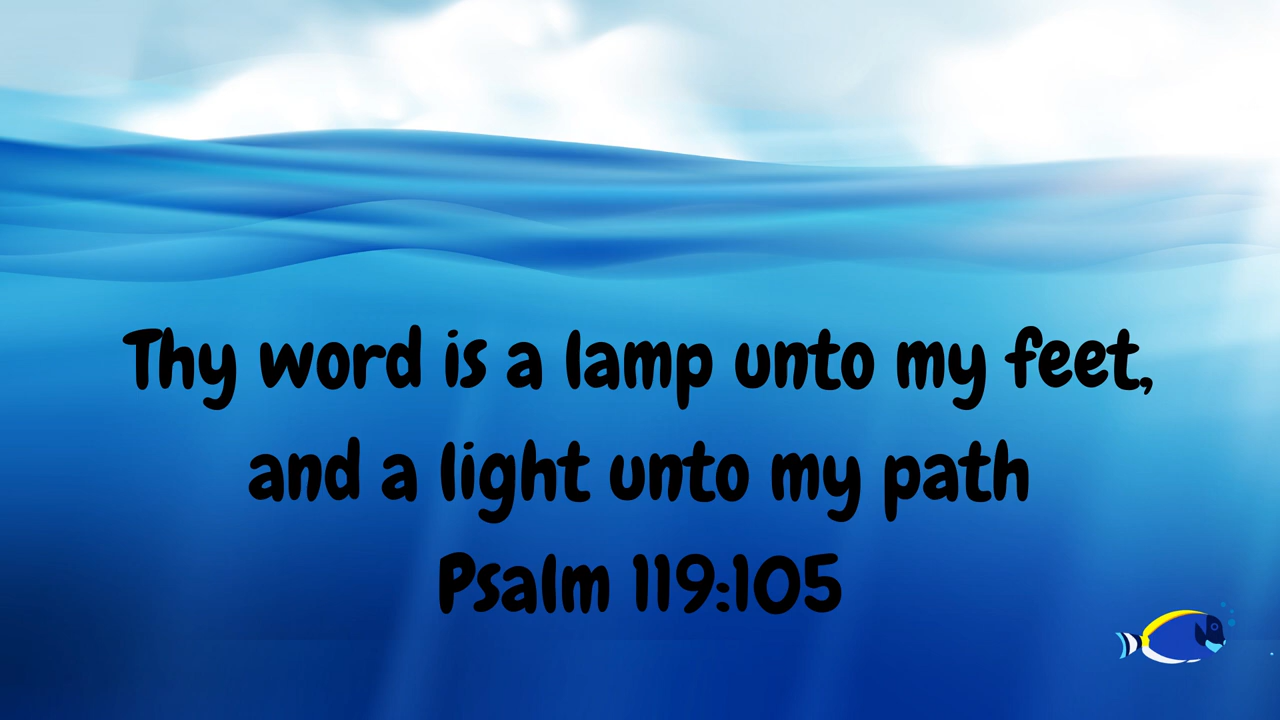 Thy word is a lamp unto my feet,
and a light unto my path
Psalm 119:105